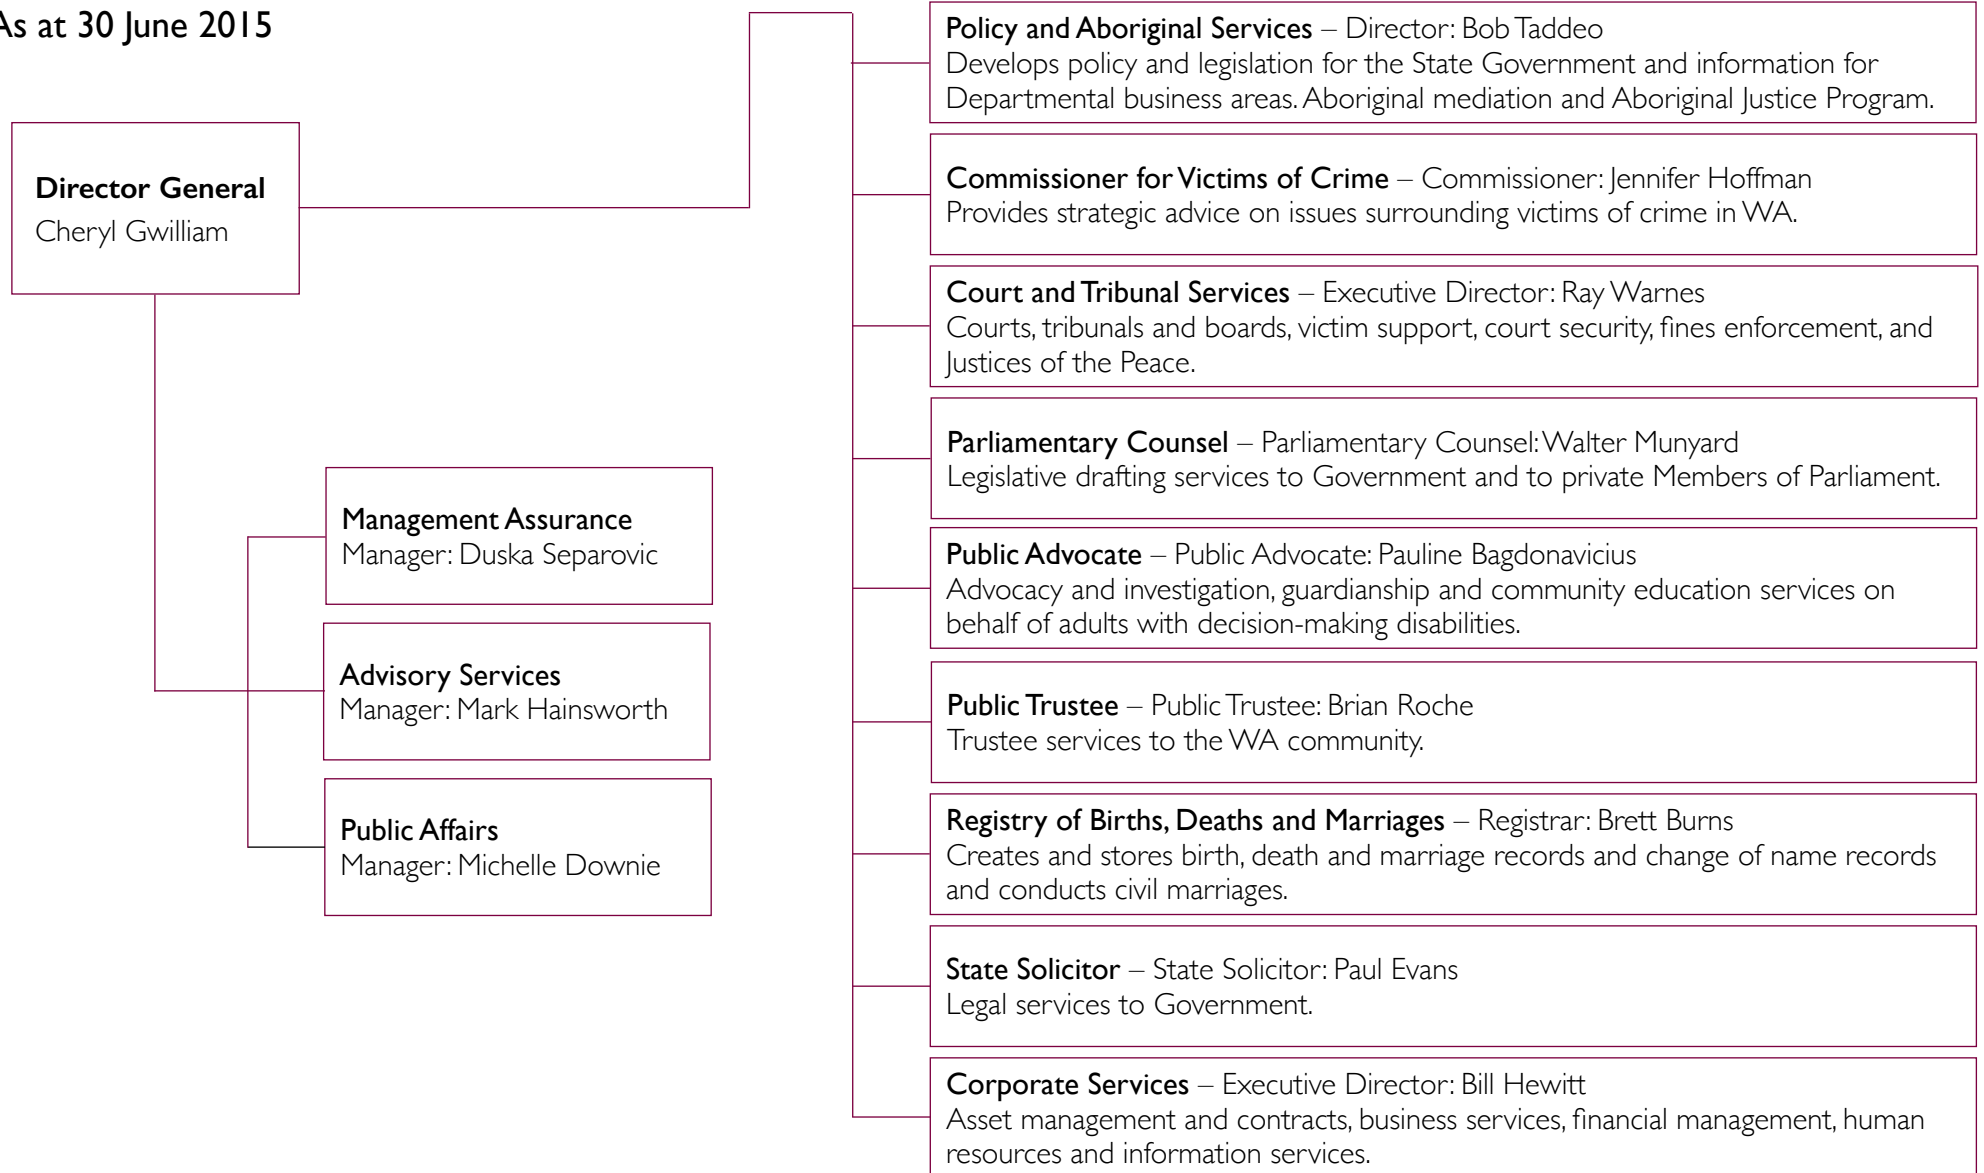 As at 30 June 2015
Director General
Cheryl Gwilliam
Management Assurance
Manager: Duska Separovic
Advisory Services
Manager: Mark Hainsworth
Public Affairs
Manager: Michelle Downie
Policy and Aboriginal Services – Director: Bob Taddeo
Develops policy and legislation for the State Government and information for
Departmental business areas. Aboriginal mediation and Aboriginal Justice Program.
Commissioner for Victims of Crime – Commissioner: Jennifer Hoffman
Provides strategic advice on issues surrounding victims of crime in WA.
Court and Tribunal Services – Executive Director: Ray Warnes
Courts, tribunals and boards, victim support, court security, fines enforcement, and
Justices of the Peace.
Parliamentary Counsel – Parliamentary Counsel: Walter Munyard
Legislative drafting services to Government and to private Members of Parliament.
Public Advocate – Public Advocate: Pauline Bagdonavicius
Advocacy and investigation, guardianship and community education services on
behalf of adults with decision-making disabilities.
Public Trustee – Public Trustee: Brian Roche
Trustee services to the WA community.
Registry of Births, Deaths and Marriages – Registrar: Brett Burns
Creates and stores birth, death and marriage records and change of name records
and conducts civil marriages.
State Solicitor – State Solicitor: Paul Evans
Legal services to Government.
Corporate Services – Executive Director: Bill Hewitt
Asset management and contracts, business services, financial management, human
resources and information services.